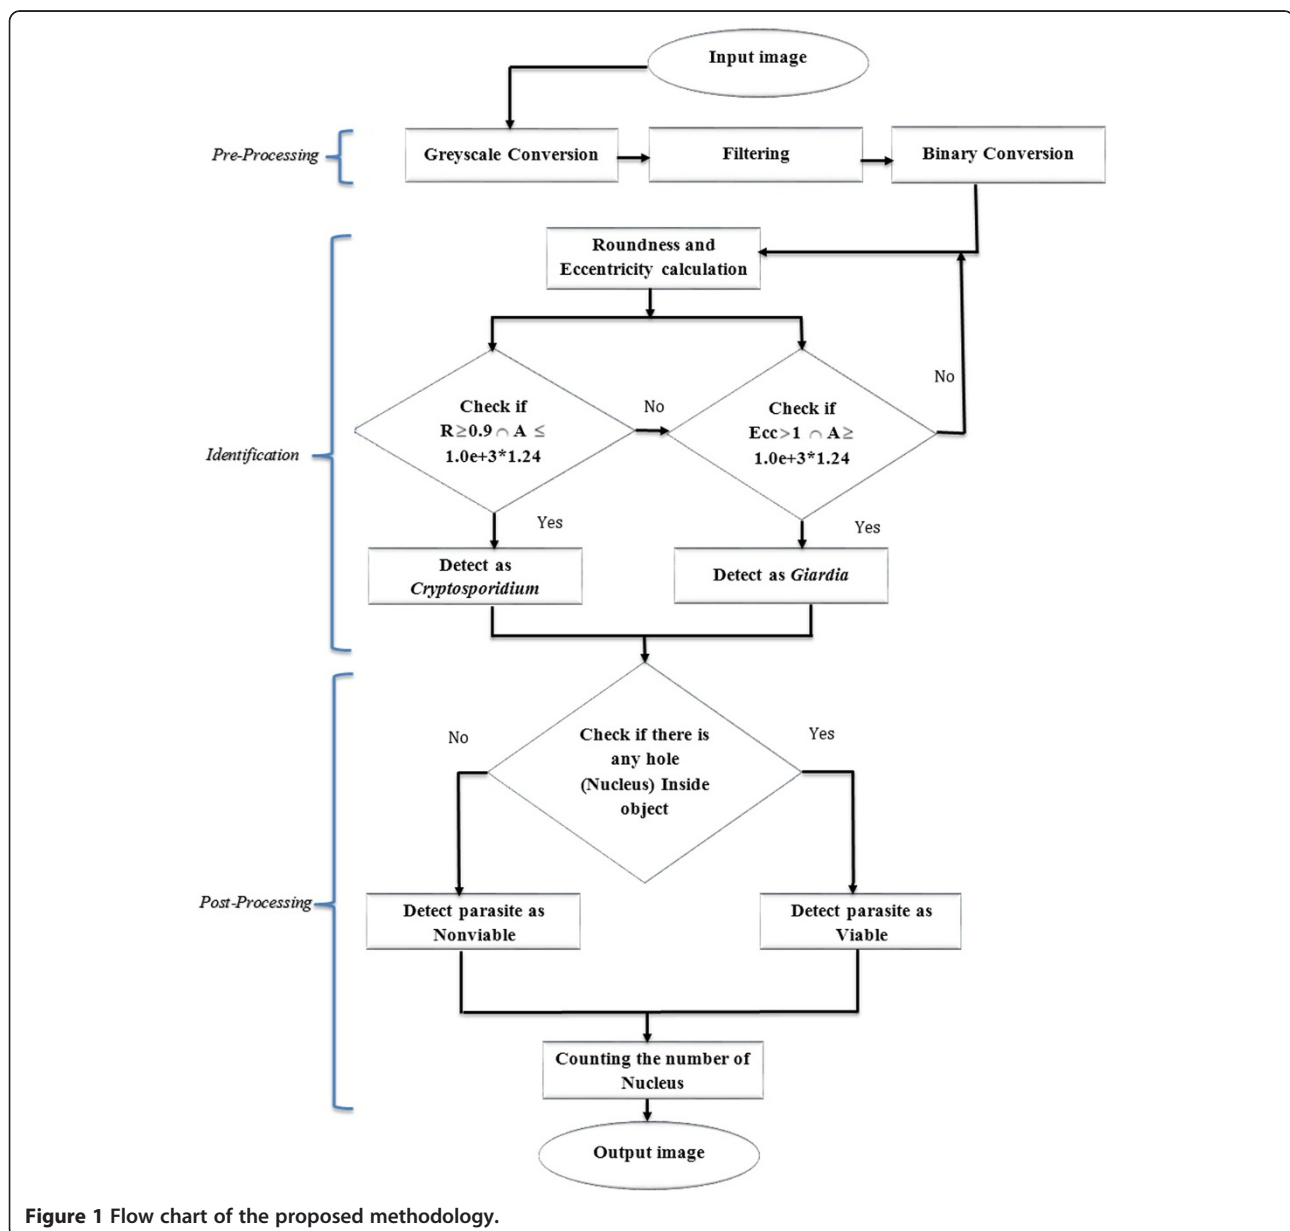 Input image
Pre-Processing
Greyscale Conversion
Filtering
Binary Conversion
Roundness and
Eccentricity calculation
Identification
Check if
R≥0.9 ∩ A ≤
1.0e+3*1.24
No
Check if
Ecc>1 ∩ A≥
1.0e+3*1.24
No
Yes
Yes
Detect as
Cryptosporidium
Detect as Giardia
Post-Processing
No
Check if there is
any hole
(Nucleus) Inside
object
Yes
Detect parasite as
Nonviable
Detect parasite as
Viable
Counting the number of
Nucleus
Output image
Figure 1 Flow chart of the proposed methodology.